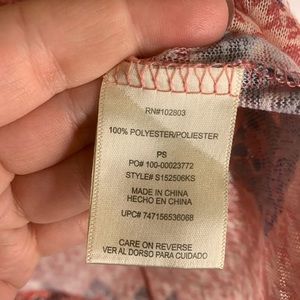 RN#102803
100% POLYESTER/POLIESTER
PS
PO# 100-00023772
STYLE# S152506KS
MADE IN CHINA
HECHO EN CHINA
UPC# 747156536068
CARE ON REVERSE
VER AL DORSO PARA CUIDADO